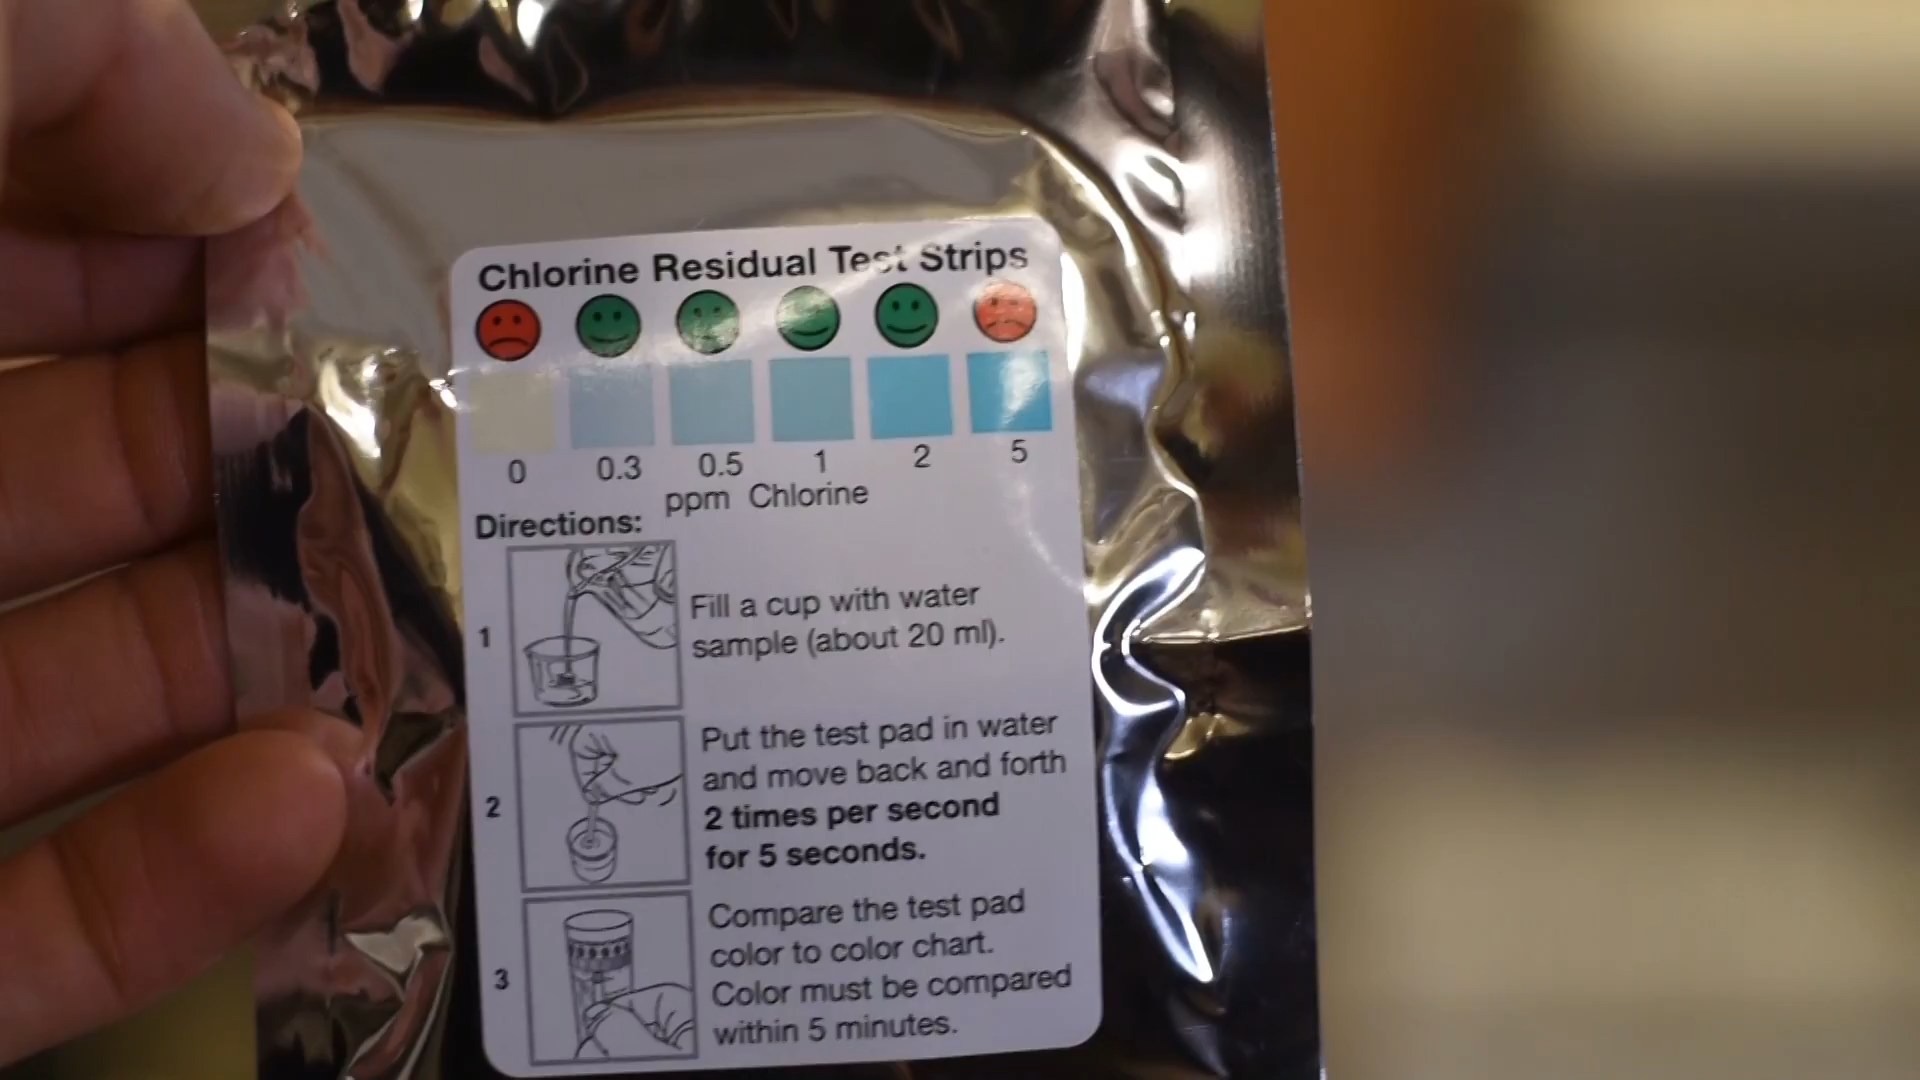 Chlorine Residual Test Strips
0 0.3 0.5 1 2 5
ppm Chlorine
Directions:
1
Fill a cup with water
sample (about 20 ml).
2
Put the test pad in water
and move back and forth
2 times per second
for 5 seconds.
3
Compare the test pad
color to color chart.
Color must be compared
within 5 minutes.